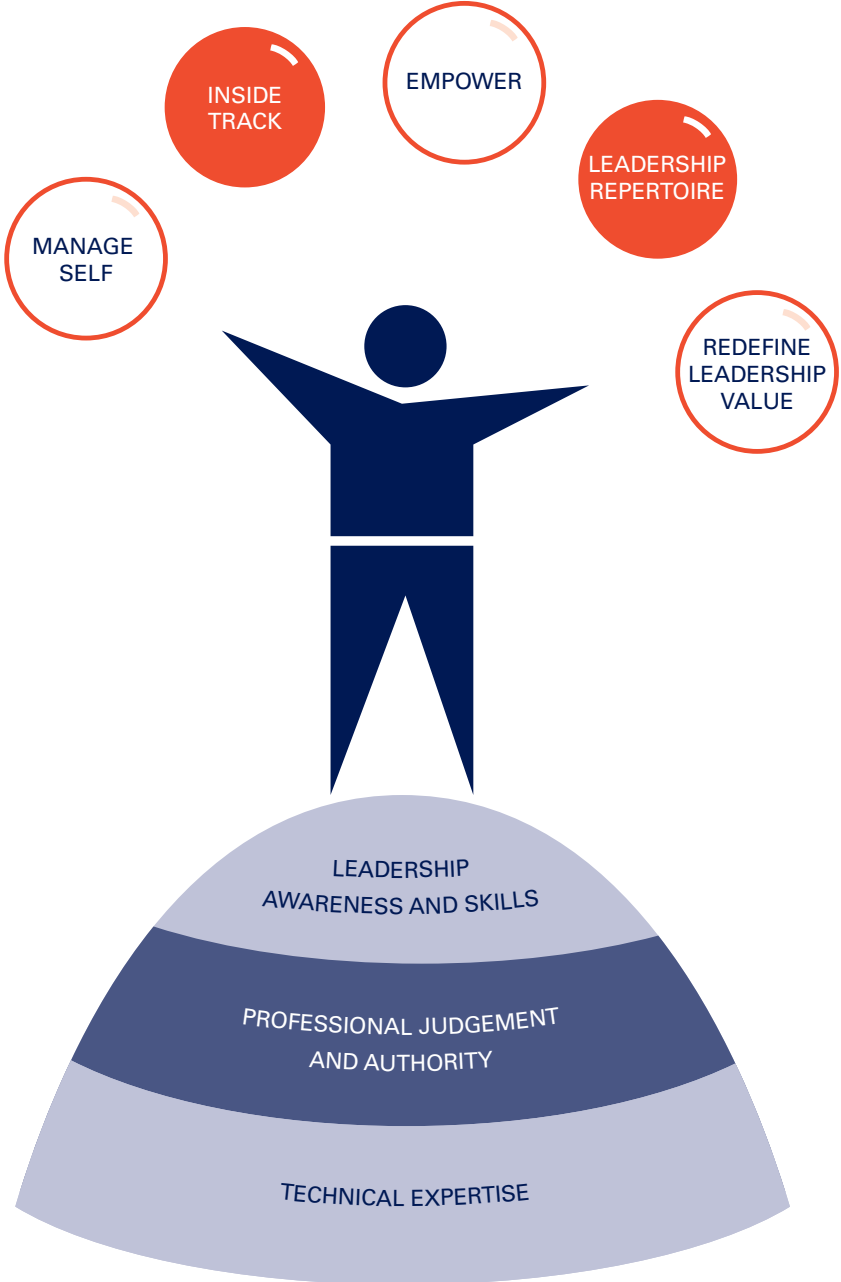 MANAGE
SELF
INSIDE
TRACK
EMPOWER
LEADERSHIP
REPERTOIRE
REDEFINE
LEADERSHIP
VALUE
LEADERSHIP
AWARENESS AND SKILLS
PROFESSIONAL JUDGEMENT
AND AUTHORITY
TECHNICAL EXPERTISE